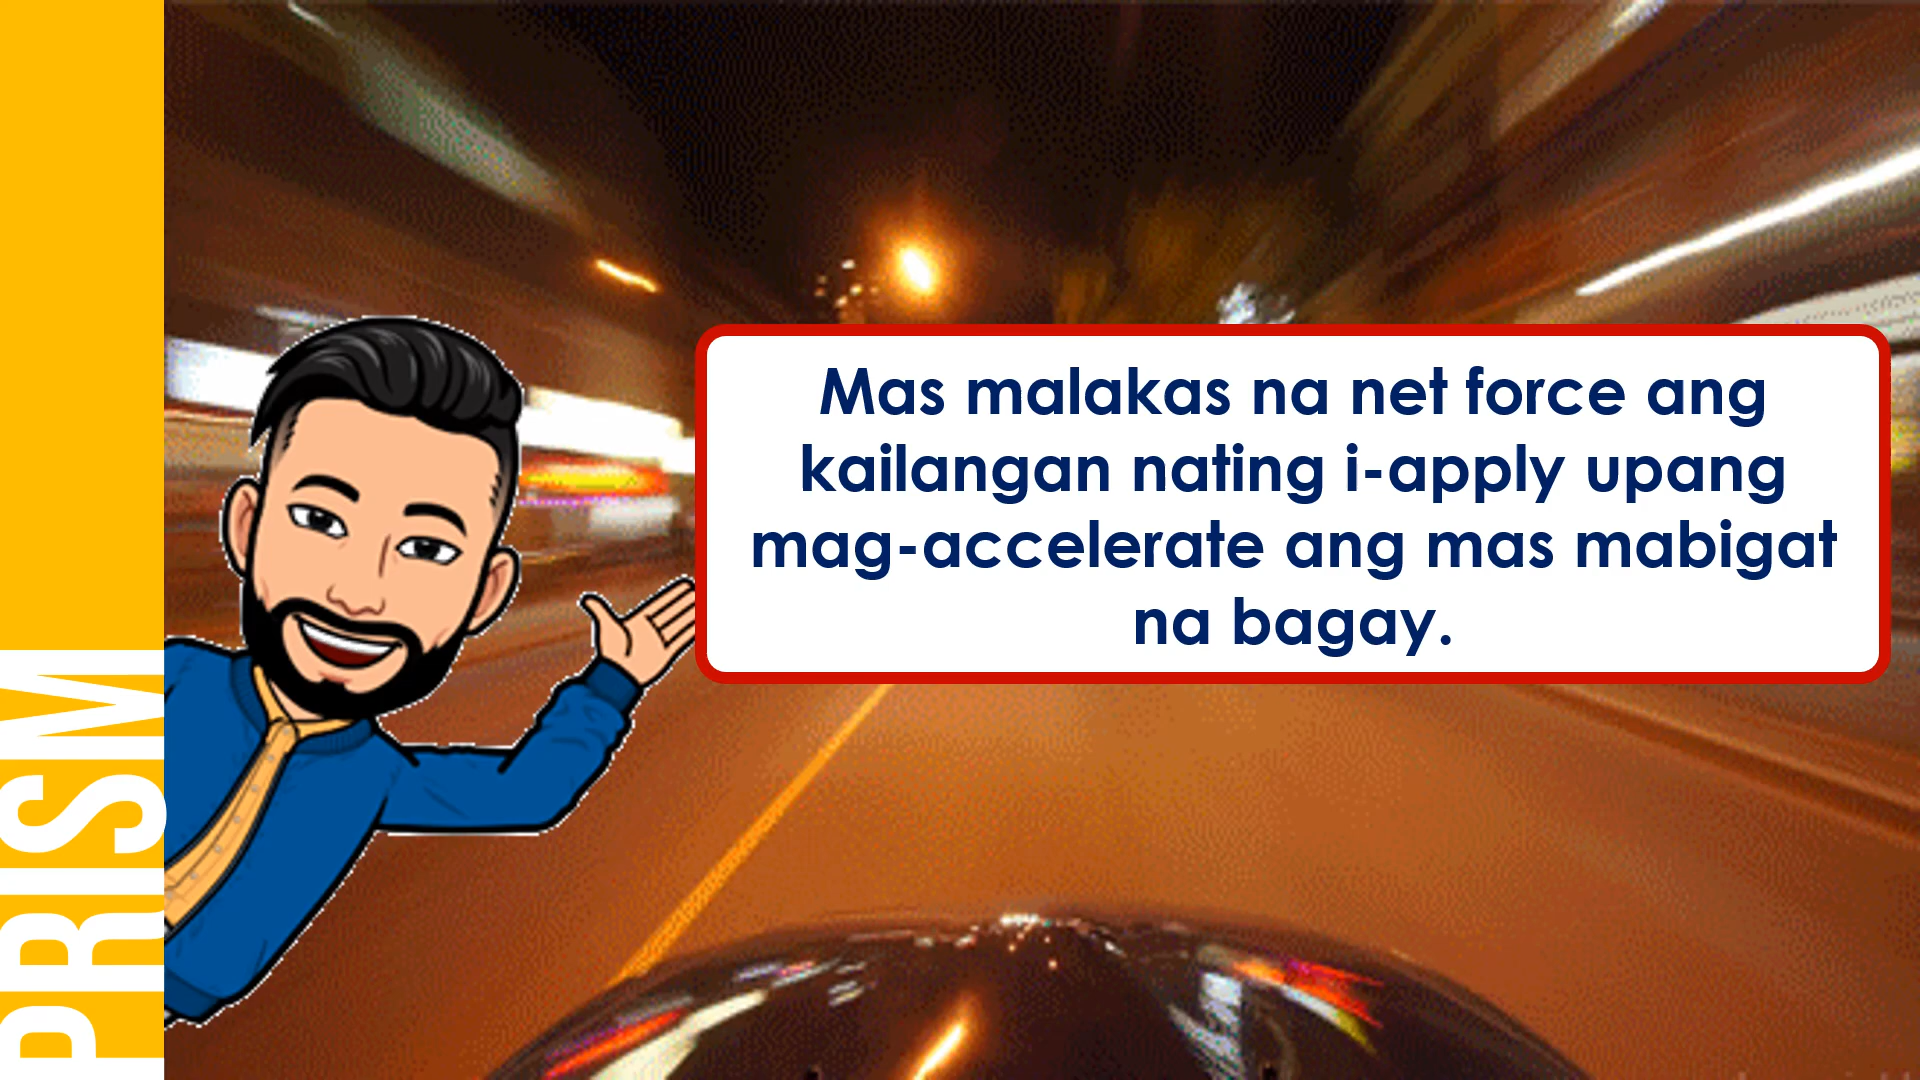 Mas malakas na net force ang
kailangan nating i-apply upang
mag-accelerate ang mas mabigat
na bagay.
PRISM